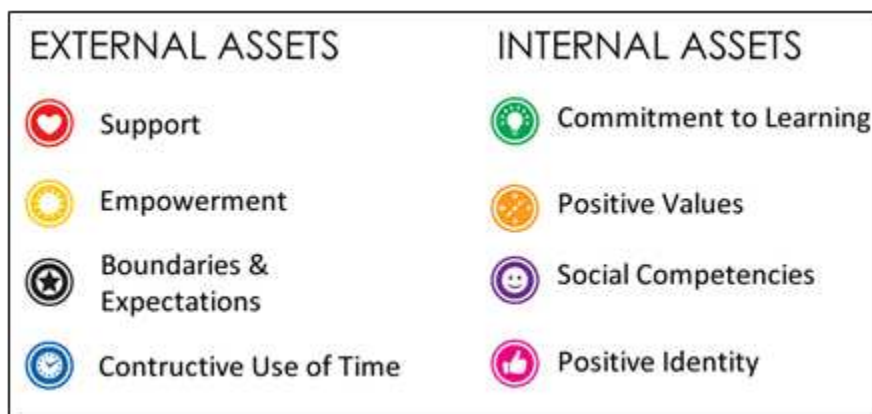 EXTERNAL ASSETS
Support
Empowerment
Boundaries &
Expectations
Contructive Use of Time
INTERNAL ASSETS
Commitment to Learning
Positive Values
Social Competencies
Positive Identity